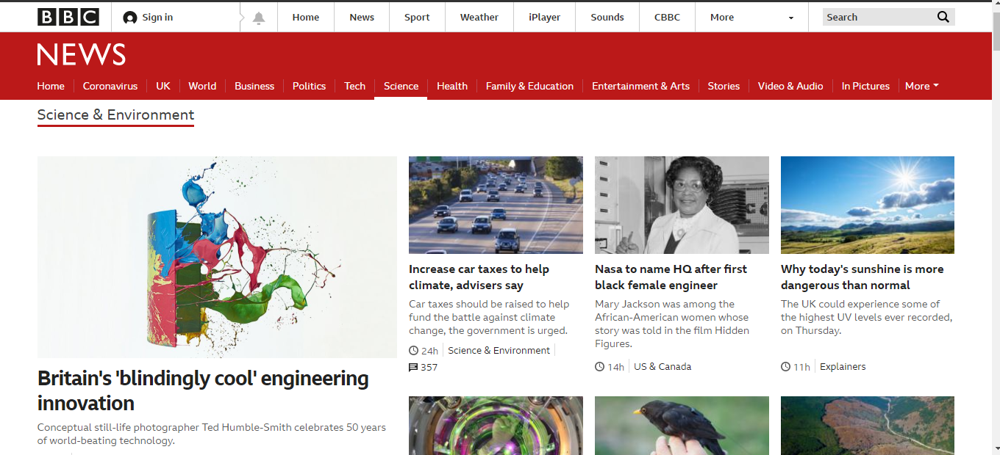 BBC
Sign in
Home
News
Sport
Weather
iPlayer
Sounds
CBBC
More
Search
NEWS
Home
Coronavirus
UK
World
Business
Politics
Tech
Science
Health
Family & Education
Entertainment & Arts
Stories
Video & Audio
In Pictures
More
Science & Environment
Britain's 'blindingly cool' engineering
innovation
Conceptual still-life photographer Ted Humble-Smith celebrates 50 years
of world-beating technology.
Increase car taxes to help
climate, advisers say
Car taxes should be raised to help
fund the battle against climate
change, the government is urged.
24h
Science & Environment
357
Nasa to name HQ after first
black female engineer
Mary Jackson was among the
African-American women whose
story was told in the film Hidden
Figures.
14h
US & Canada
Why today's sunshine is more
dangerous than normal
The UK could experience some of
the highest UV levels ever recorded,
on Thursday.
11h
Explainers